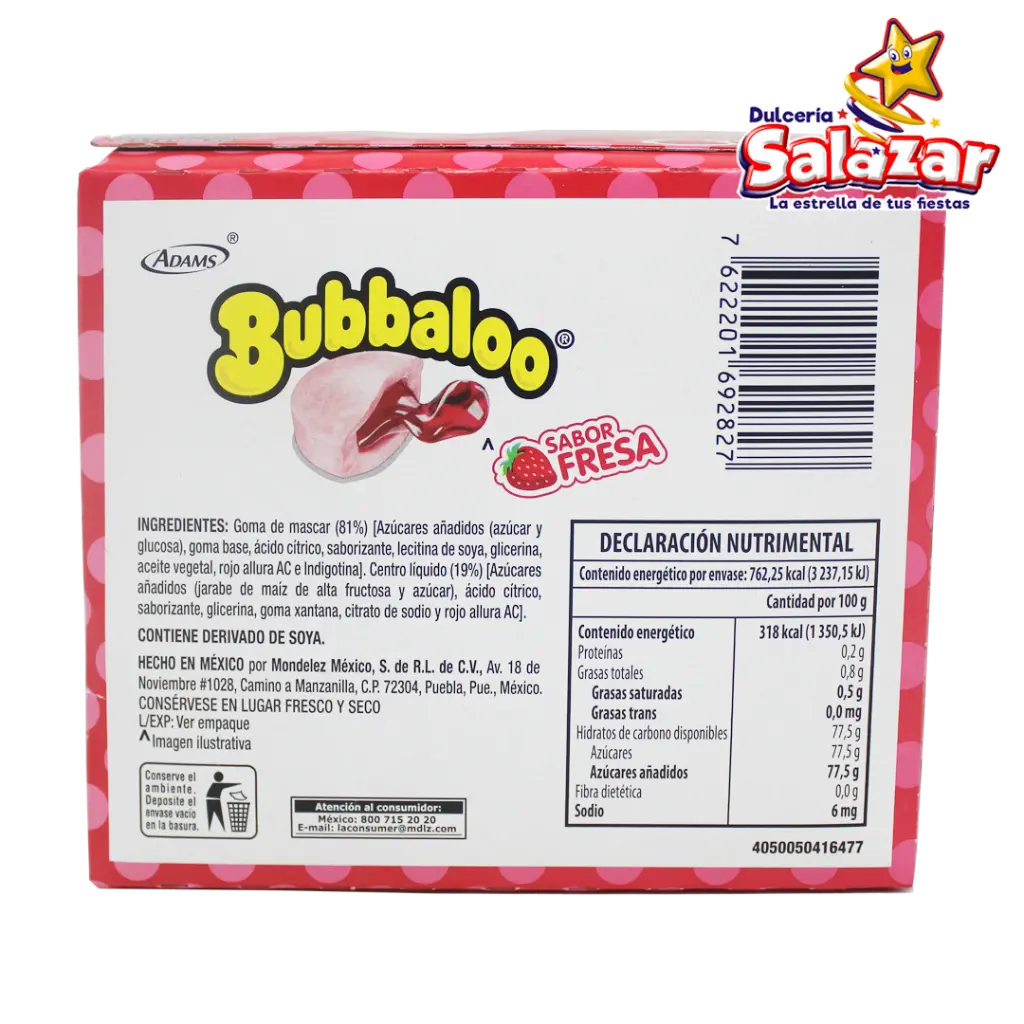 Dulcería
Salazar
La estrella de tus fiestas
ADAMS®
Bubbaloo®
^
SABOR
FRESA
7 622201 692827
INGREDIENTES: Goma de mascar (81%) [Azúcares añadidos (azúcar y
glucosa), goma base, ácido cítrico, saborizante, lecitina de soya, glicerina,
aceite vegetal, rojo allura AC e Indigotina]. Centro líquido (19%) [Azúcares
añadidos (jarabe de maíz de alta fructosa y azúcar), ácido cítrico,
saborizante, glicerina, goma xantana, citrato de sodio y rojo allura AC].
CONTIENE DERIVADO DE SOYA.
HECHO EN MÉXICO por Mondelez México, S. de R.L. de C.V., Av. 18 de
Noviembre #1028, Camino a Manzanilla, C.P. 72304, Puebla, Pue., México.
CONSÉRVESE EN LUGAR FRESCO Y SECO
L/EXP: Ver empaque
^Imagen ilustrativa
Conserve el
ambiente.
Deposite el
envase vacío
en la basura.
Atención al consumidor:
México: 800 715 20 20
E-mail: laconsumer@mdlz.com
DECLARACIÓN NUTRIMENTAL
Contenido energético por envase: 762,25 kcal (3 237,15 kJ)
Cantidad por 100 g
Contenido energético 318 kcal (1 350,5 kJ)
Proteínas 0,2 g
Grasas totales 0,8 g
Grasas saturadas 0,5 g
Grasas trans 0,0 mg
Hidratos de carbono disponibles 77,5 g
Azúcares 77,5 g
Azúcares añadidos 77,5 g
Fibra dietética 0,0 g
Sodio 6 mg
4050050416477